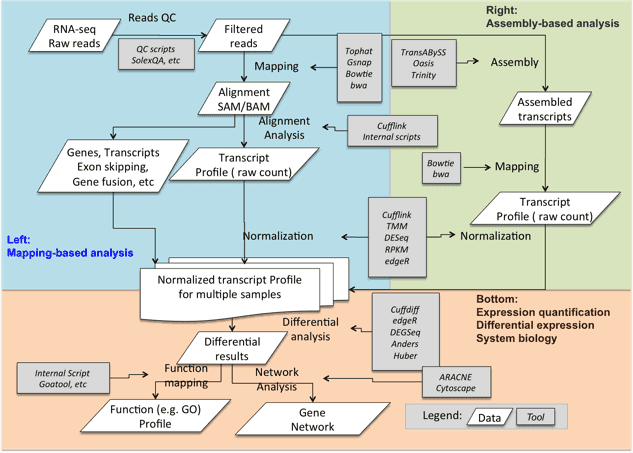 Reads QC
RNA-seq
Raw reads
QC scripts
SolexQA, etc
Filtered
reads
Mapping
Tophat
Gsnap
Bowtie
bwa
Right:
Assembly-based analysis
TransABySS
Oasis
Trinity
Assembly
Alignment
SAM/BAM
Assembled
transcripts
Alignment
Analysis
Cufflink
Internal scripts
Genes, Transcripts
Exon skipping,
Gene fusion, etc
Transcript
Profile ( raw count)
Bowtie
bwa
Mapping
Transcript
Profile ( raw count)
Left:
Mapping-based analysis
Normalization
Cufflink
TMM
DESeq
RPKM
edgeR
Normalization
Normalized transcript Profile
for multiple samples
Bottom:
Expression quantification
Differential expression
System biology
Differential
analysis
Cuffdiff
edgeR
DEGSeq
Anders
Huber
Differential
results
Internal Script
Goatool, etc
Function
mapping
Network
Analysis
ARACNE
Cytoscape
Function (e.g. GO)
Profile
Gene
Network
Legend:
Data
Tool